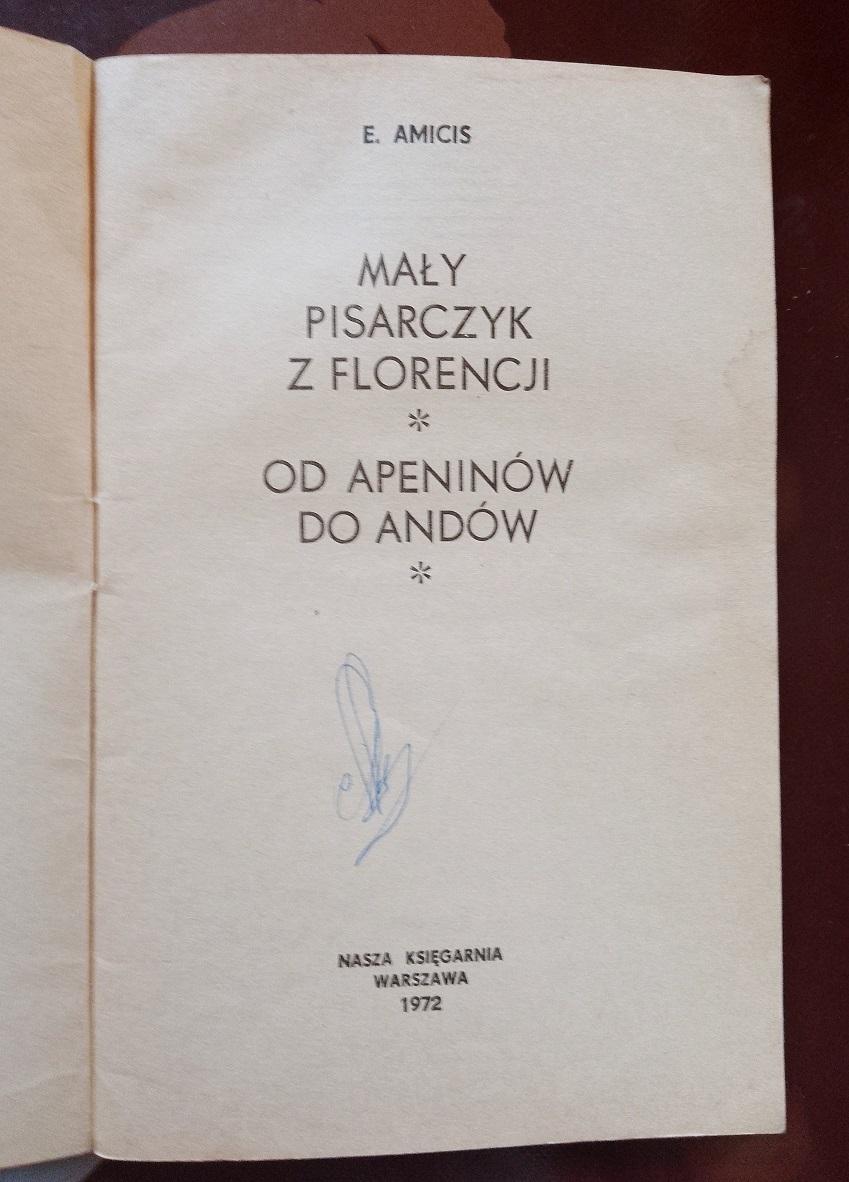 E. AMICIS
MAŁY
PISARCZYK
Z FLORENCJI
*
OD APENINÓW
DO ANDÓW
*
NASZA KSIĘGARNIA
WARSZAWA
1972